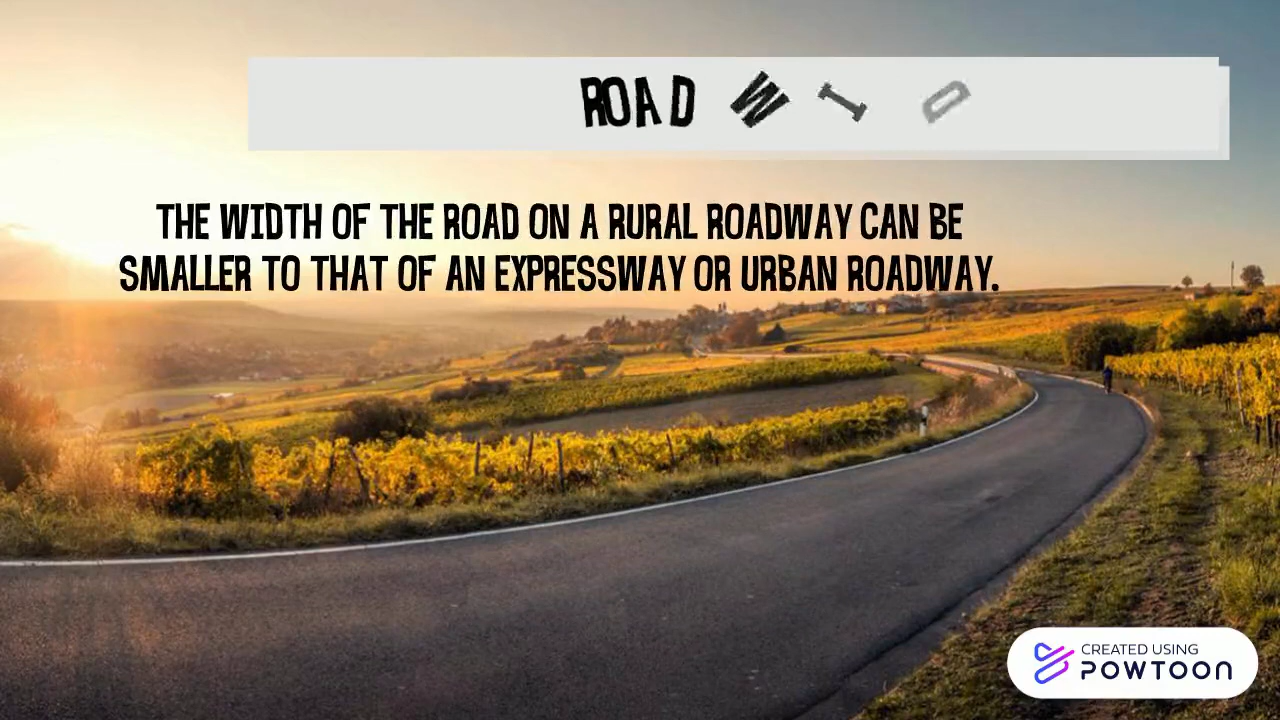 ROAD WID
THE WIDTH OF THE ROAD ON A RURAL ROADWAY CAN BE
SMALLER TO THAT OF AN EXPRESSWAY OR URBAN ROADWAY.
CREATED USING
POWTOON